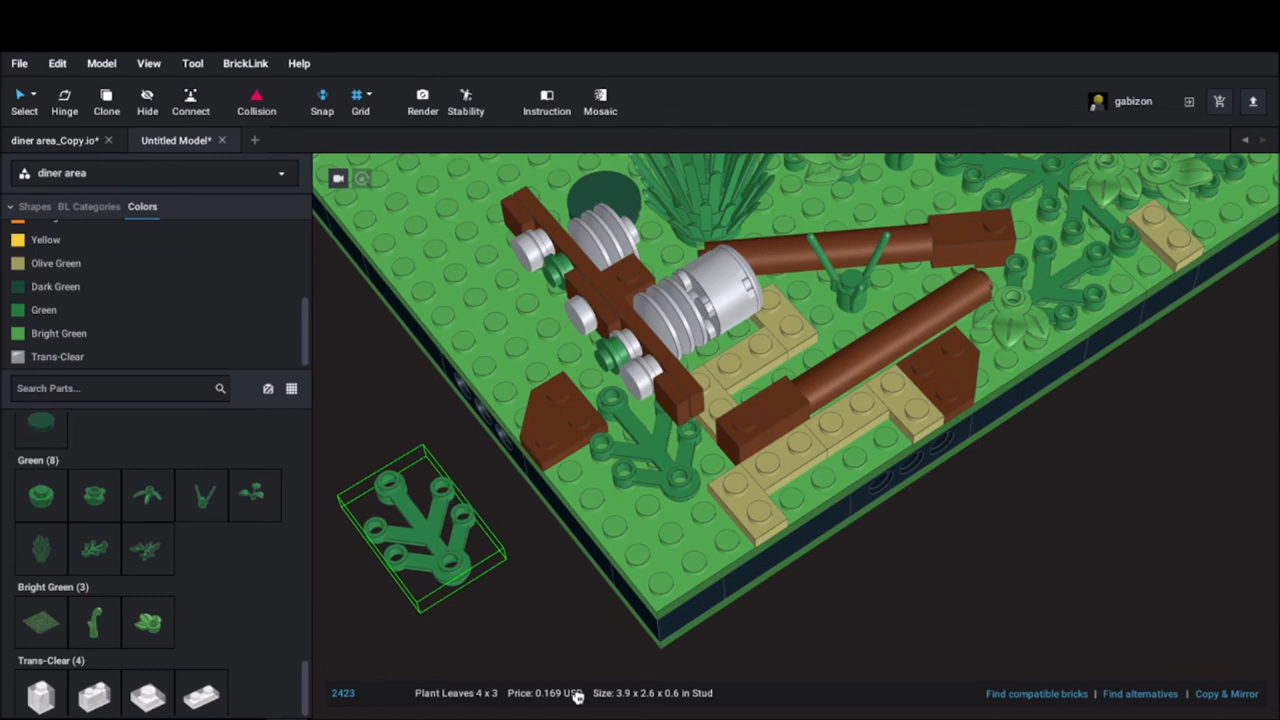 File Edit Model View Tool BrickLink Help
Select Hinge Clone Hide Connect Collision Snap Grid Render Stability Instruction Mosaic gabizon
diner area_Copy.io* Untitled Model*
diner area
Shapes BL Categories Colors
Yellow
Olive Green
Dark Green
Green
Bright Green
Trans-Clear
Search Parts...
Green (8)
Bright Green (3)
Trans-Clear (4)
2423 Plant Leaves 4 x 3 Price: 0.169 USD Size: 3.9 x 2.6 x 0.6 in Stud Find compatible bricks | Find alternatives | Copy & Mirror